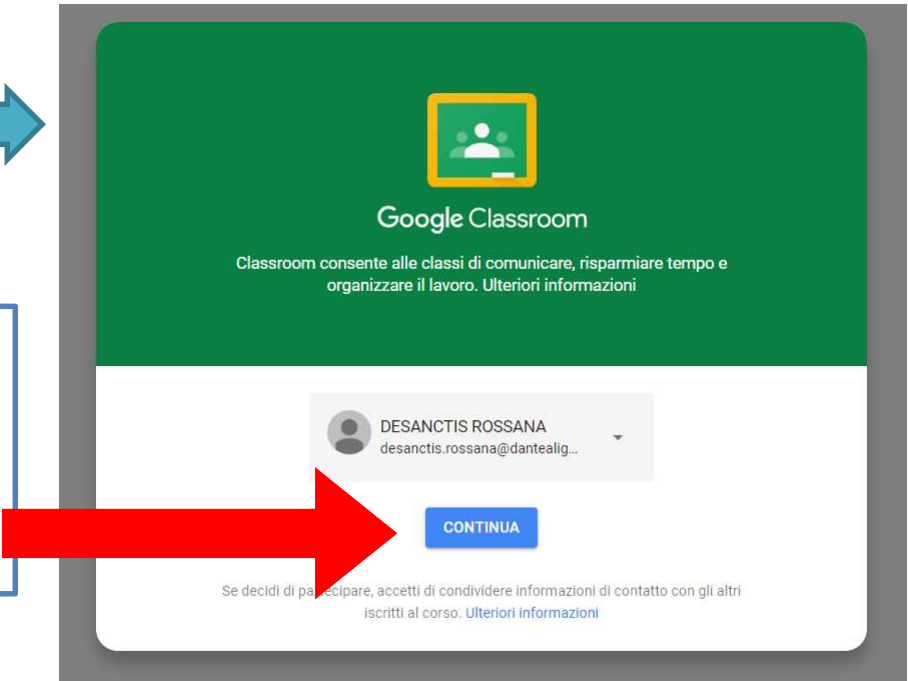 Google Classroom
Classroom consente alle classi di comunicare, risparmiare tempo e
organizzare il lavoro. Ulteriori informazioni
DESANCTIS ROSSANA
desanctis.rossana@dantealig...
CONTINUA
Se decidi di partecipare, accetti di condividere informazioni di contatto con gli altri
iscritti al corso. Ulteriori informazioni